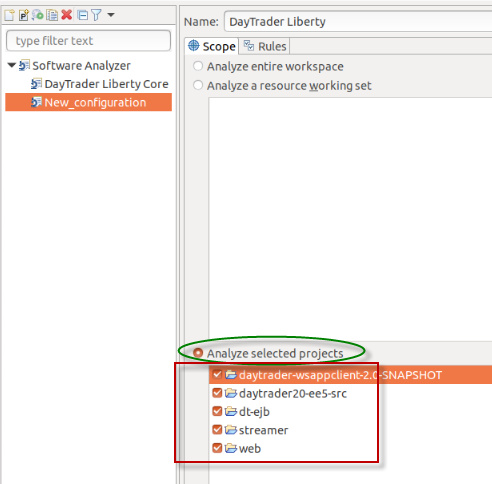 Name: DayTrader Liberty
type filter text
Software Analyzer
DayTrader Liberty Core
New_configuration
Scope Rules
Analyze entire workspace
Analyze a resource working set
Analyze selected projects
daytrader-wsappclient-2.0-SNAPSHOT
daytrader20-ee5-src
dt-ejb
streamer
web